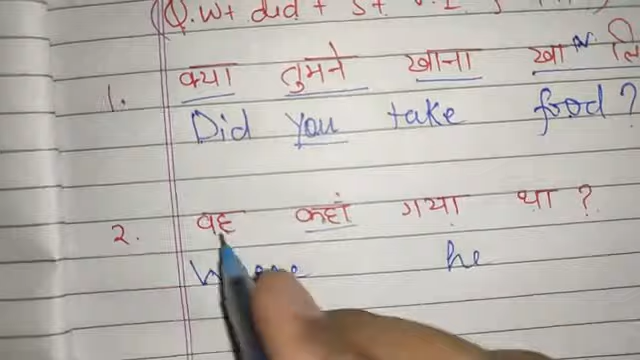 (Q.W + did + S + V.I
1. क्या तुमने खाना खा
Did you take food?
2. वह कहां गया था ?
he